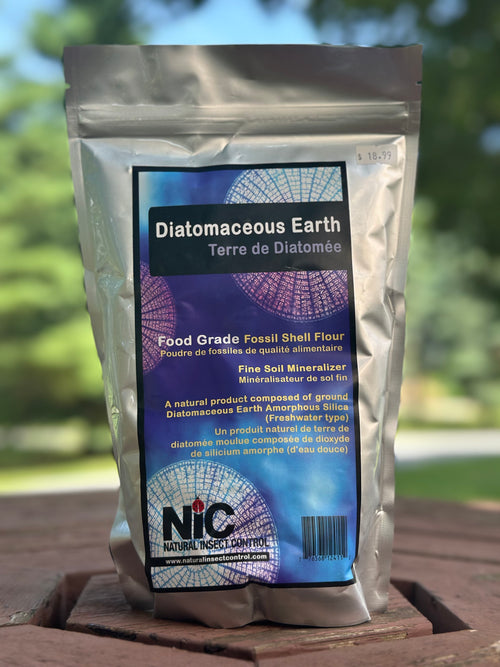 $ 18.99
Diatomaceous Earth
Terre de Diatomée
Food Grade Fossil Shell Flour
Poudre de fossiles de qualité alimentaire
Fine Soil Mineralizer
Minéralisateur de sol fin
A natural product composed of ground
Diatomaceous Earth Amorphous Silica
(Freshwater type)
Un produit naturel de terre de
diatomée moulue composée de dioxyde
de silicium amorphe (d'eau douce)
NIC
NATURAL INSECT CONTROL
www.naturalinsectcontrol.com